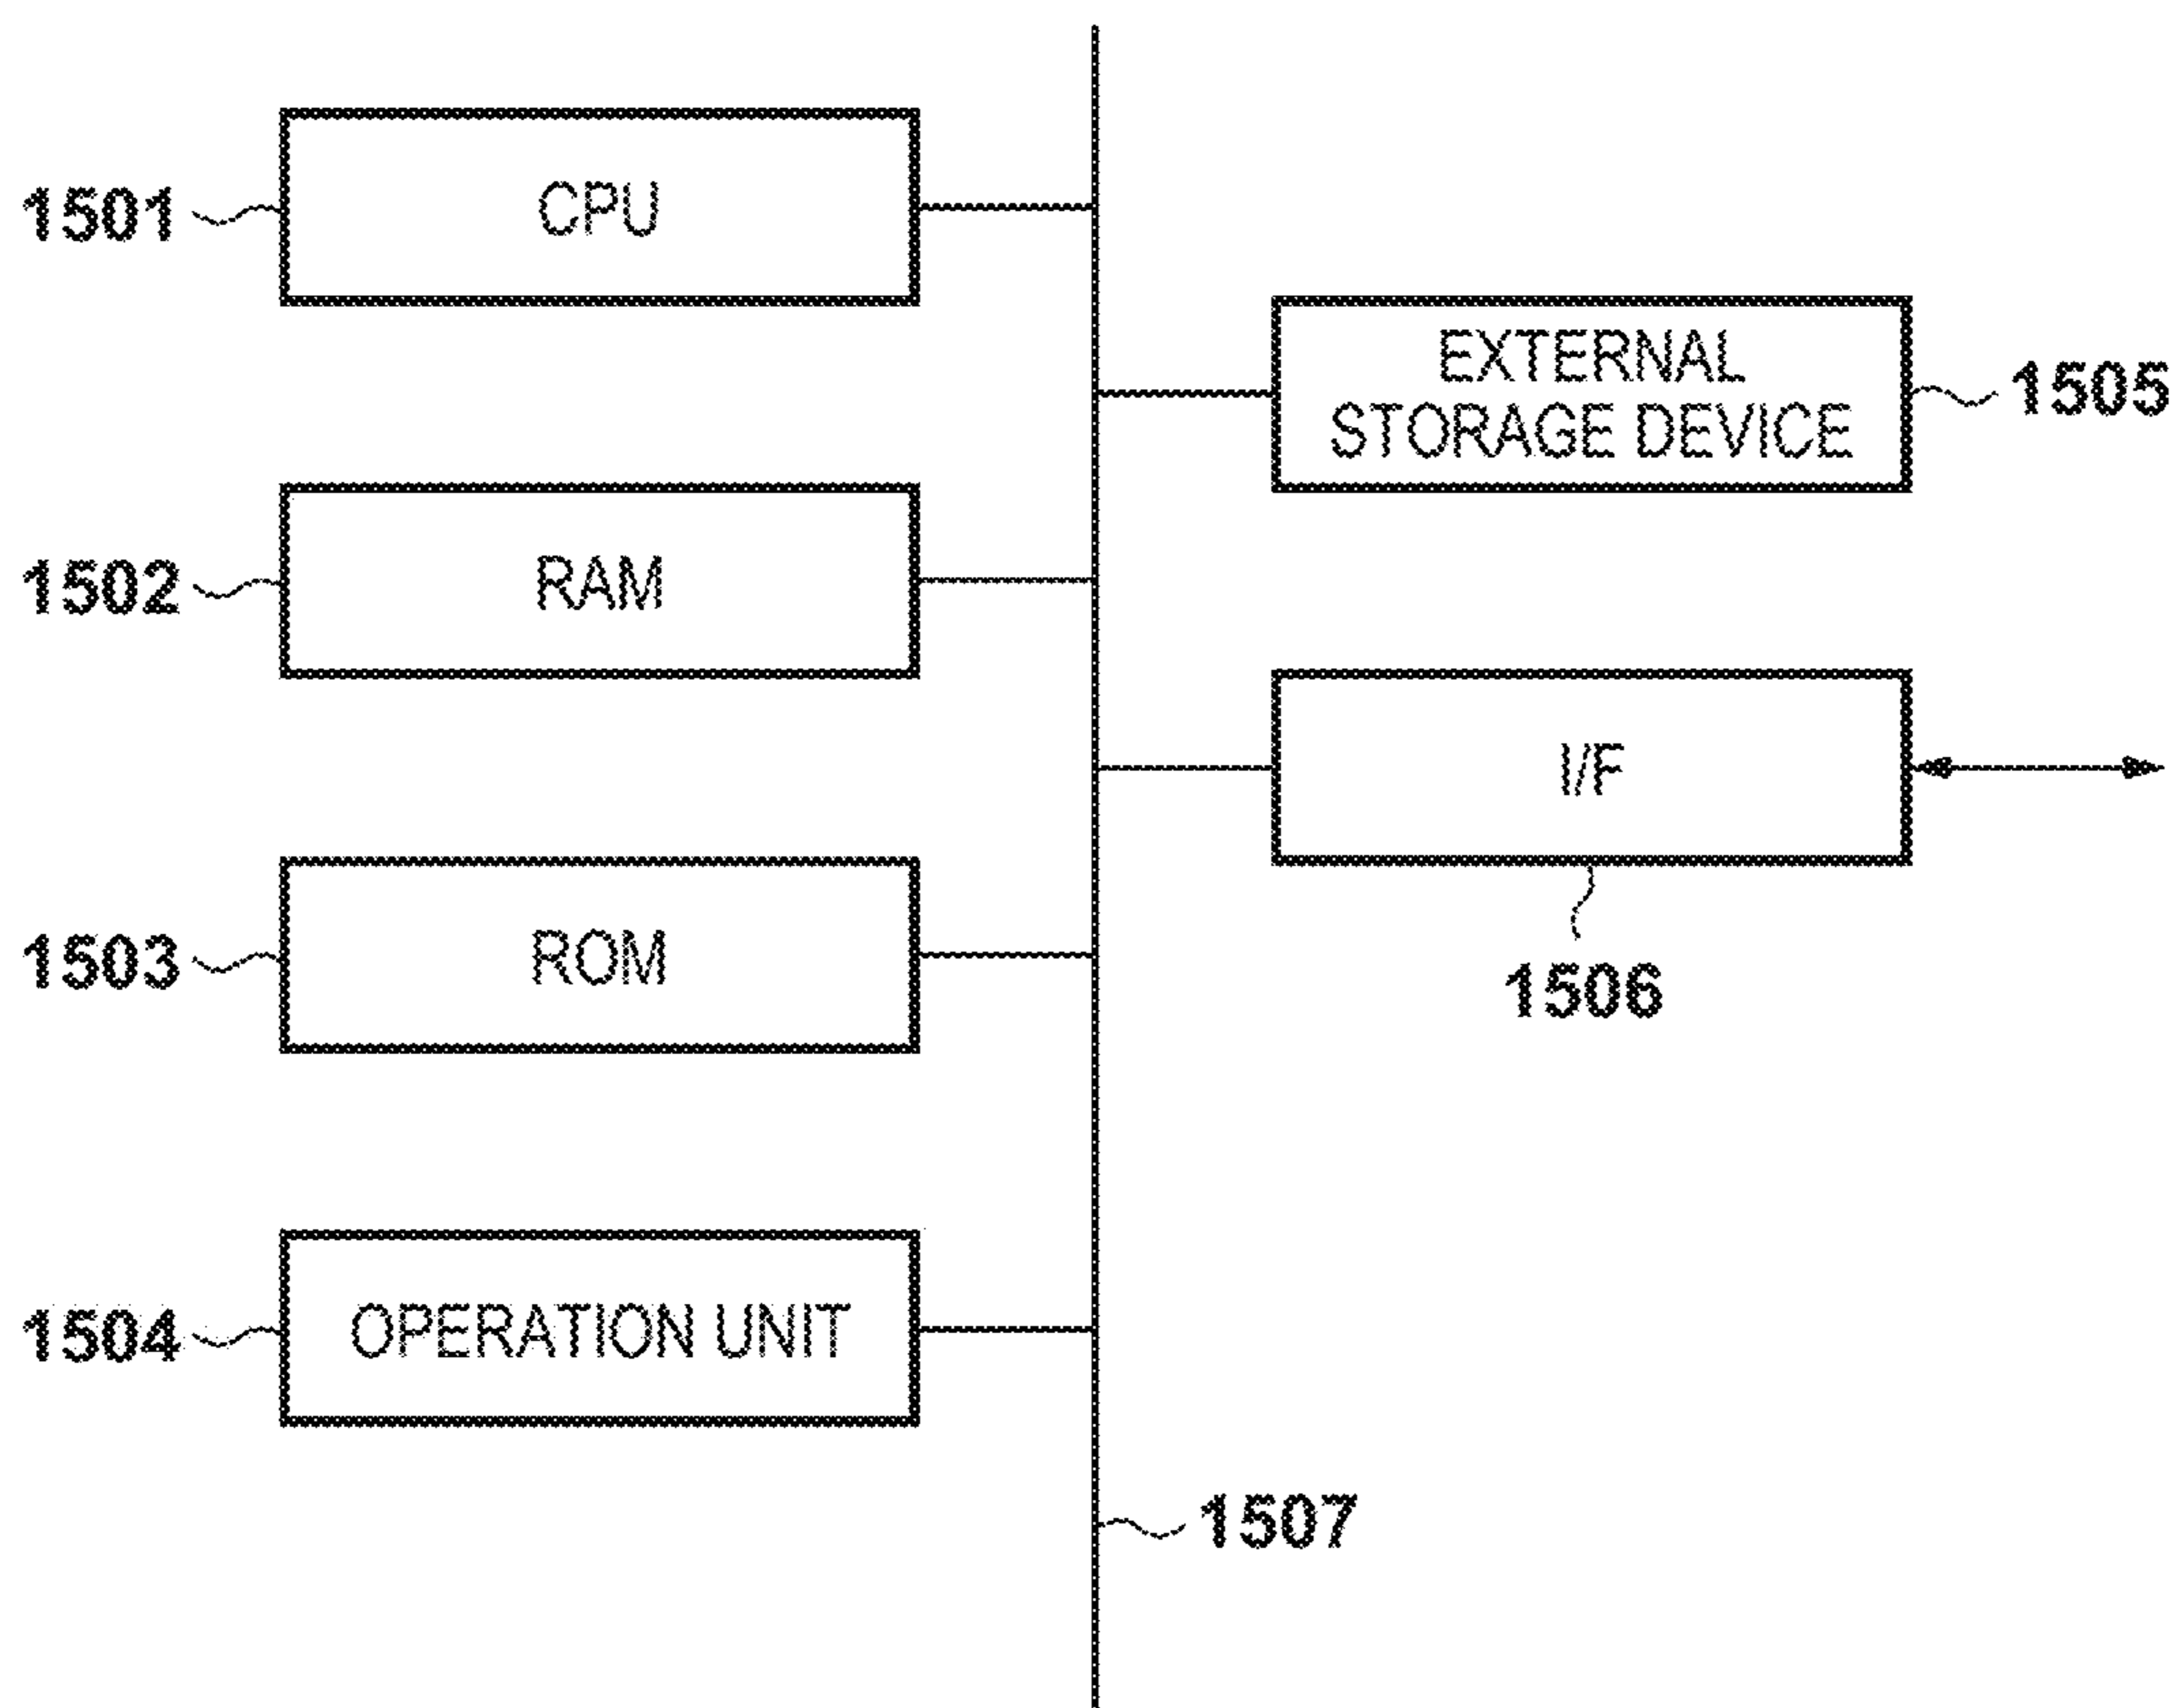 1501
CPU
EXTERNAL
STORAGE DEVICE
1505
1502
RAM
I/F
1506
1503
ROM
1504
OPERATION UNIT
1507